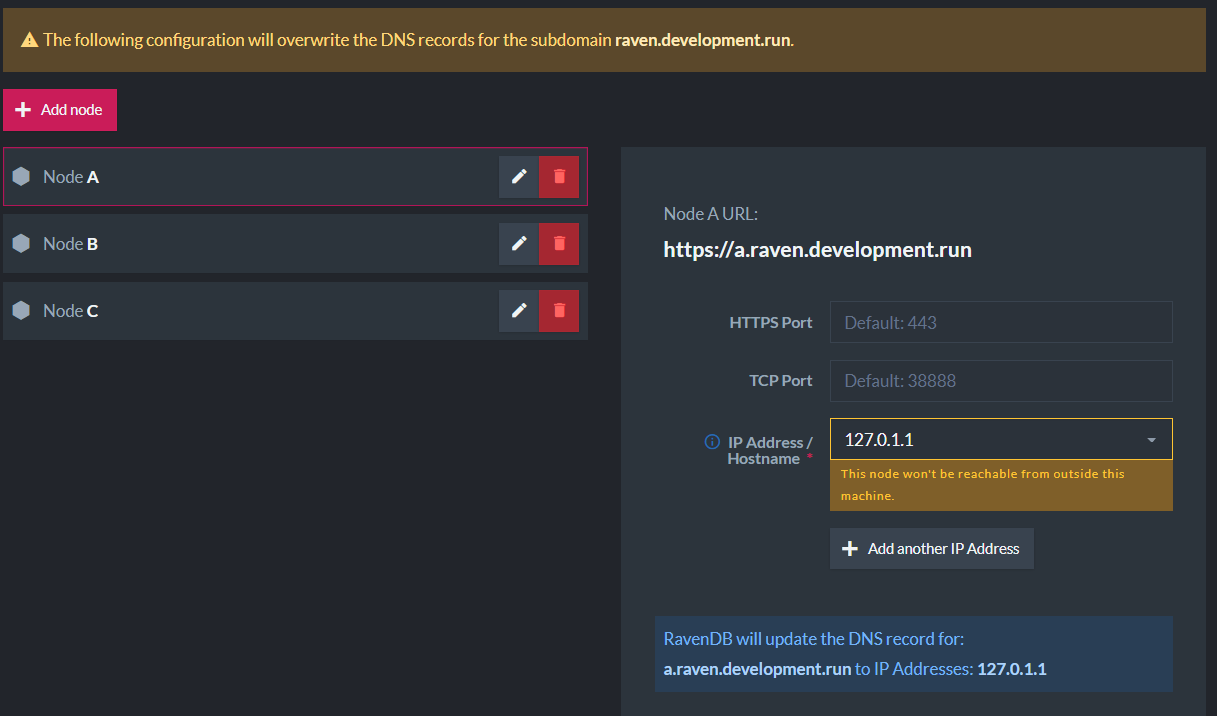 The following configuration will overwrite the DNS records for the subdomain raven.development.run.
Add node
Node A
Node B
Node C
Node A URL:
https://a.raven.development.run
HTTPS Port
Default: 443
TCP Port
Default: 38888
IP Address /
Hostname *
127.0.1.1
This node won't be reachable from outside this
machine.
Add another IP Address
RavenDB will update the DNS record for:
a.raven.development.run to IP Addresses: 127.0.1.1